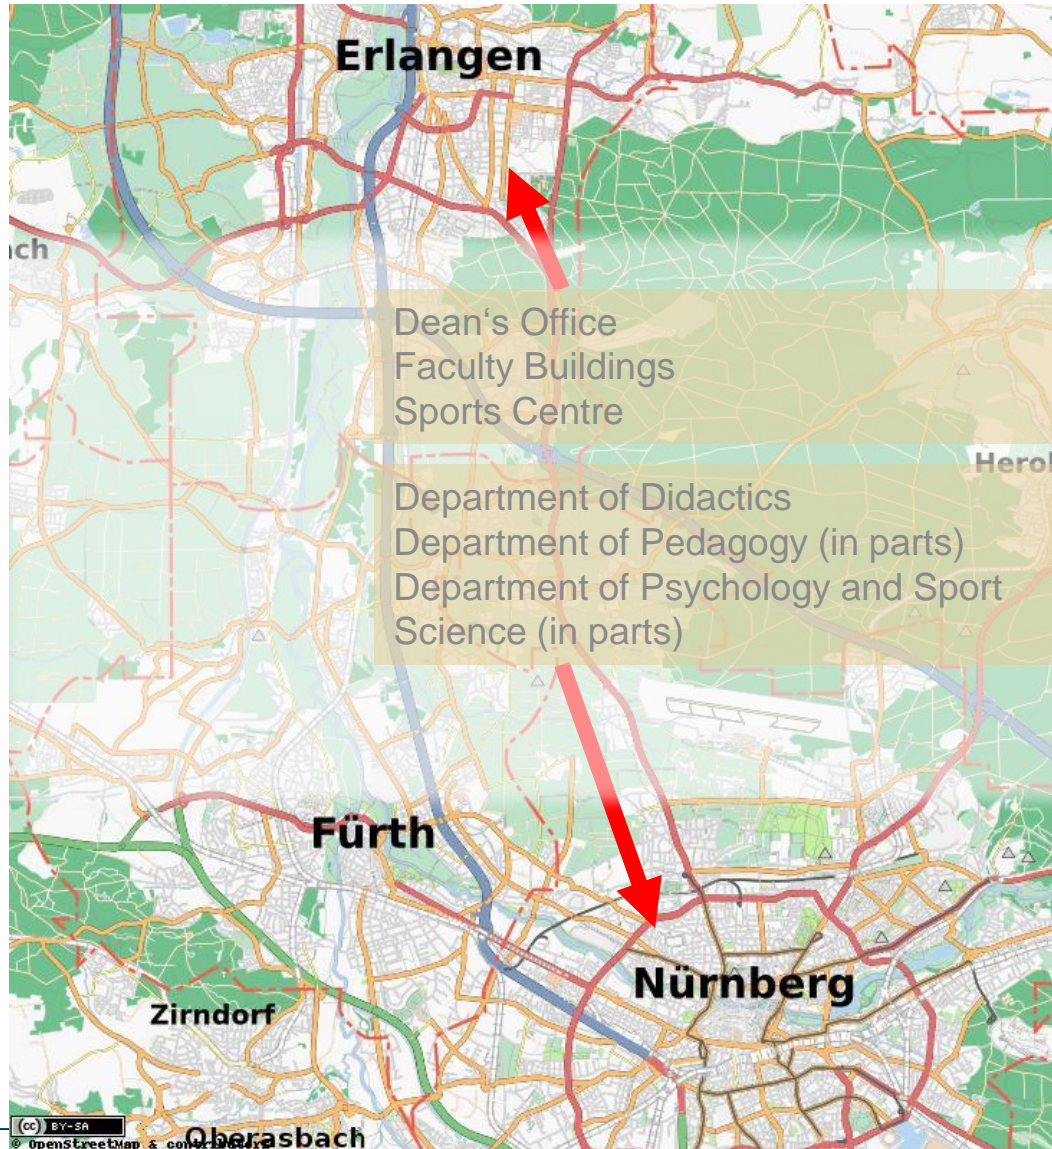 Erlangen
ch
Dean‘s Office
Faculty Buildings
Sports Centre
Herol
Department of Didactics
Department of Pedagogy (in parts)
Department of Psychology and Sport
Science (in parts)
Fürth
Nürnberg
Zirndorf
(cc) BY-SA
Oberasbach
© OpenStreetMap & contributors